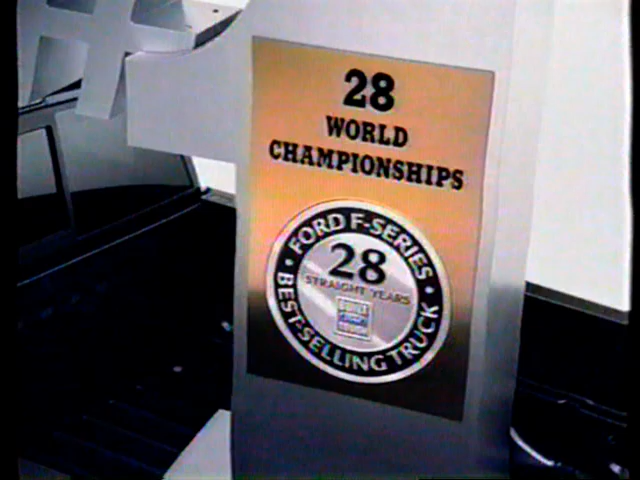 28
WORLD
CHAMPIONSHIPS
FORD F-SERIES
28
STRAIGHT YEARS
BEST-SELLING TRUCK